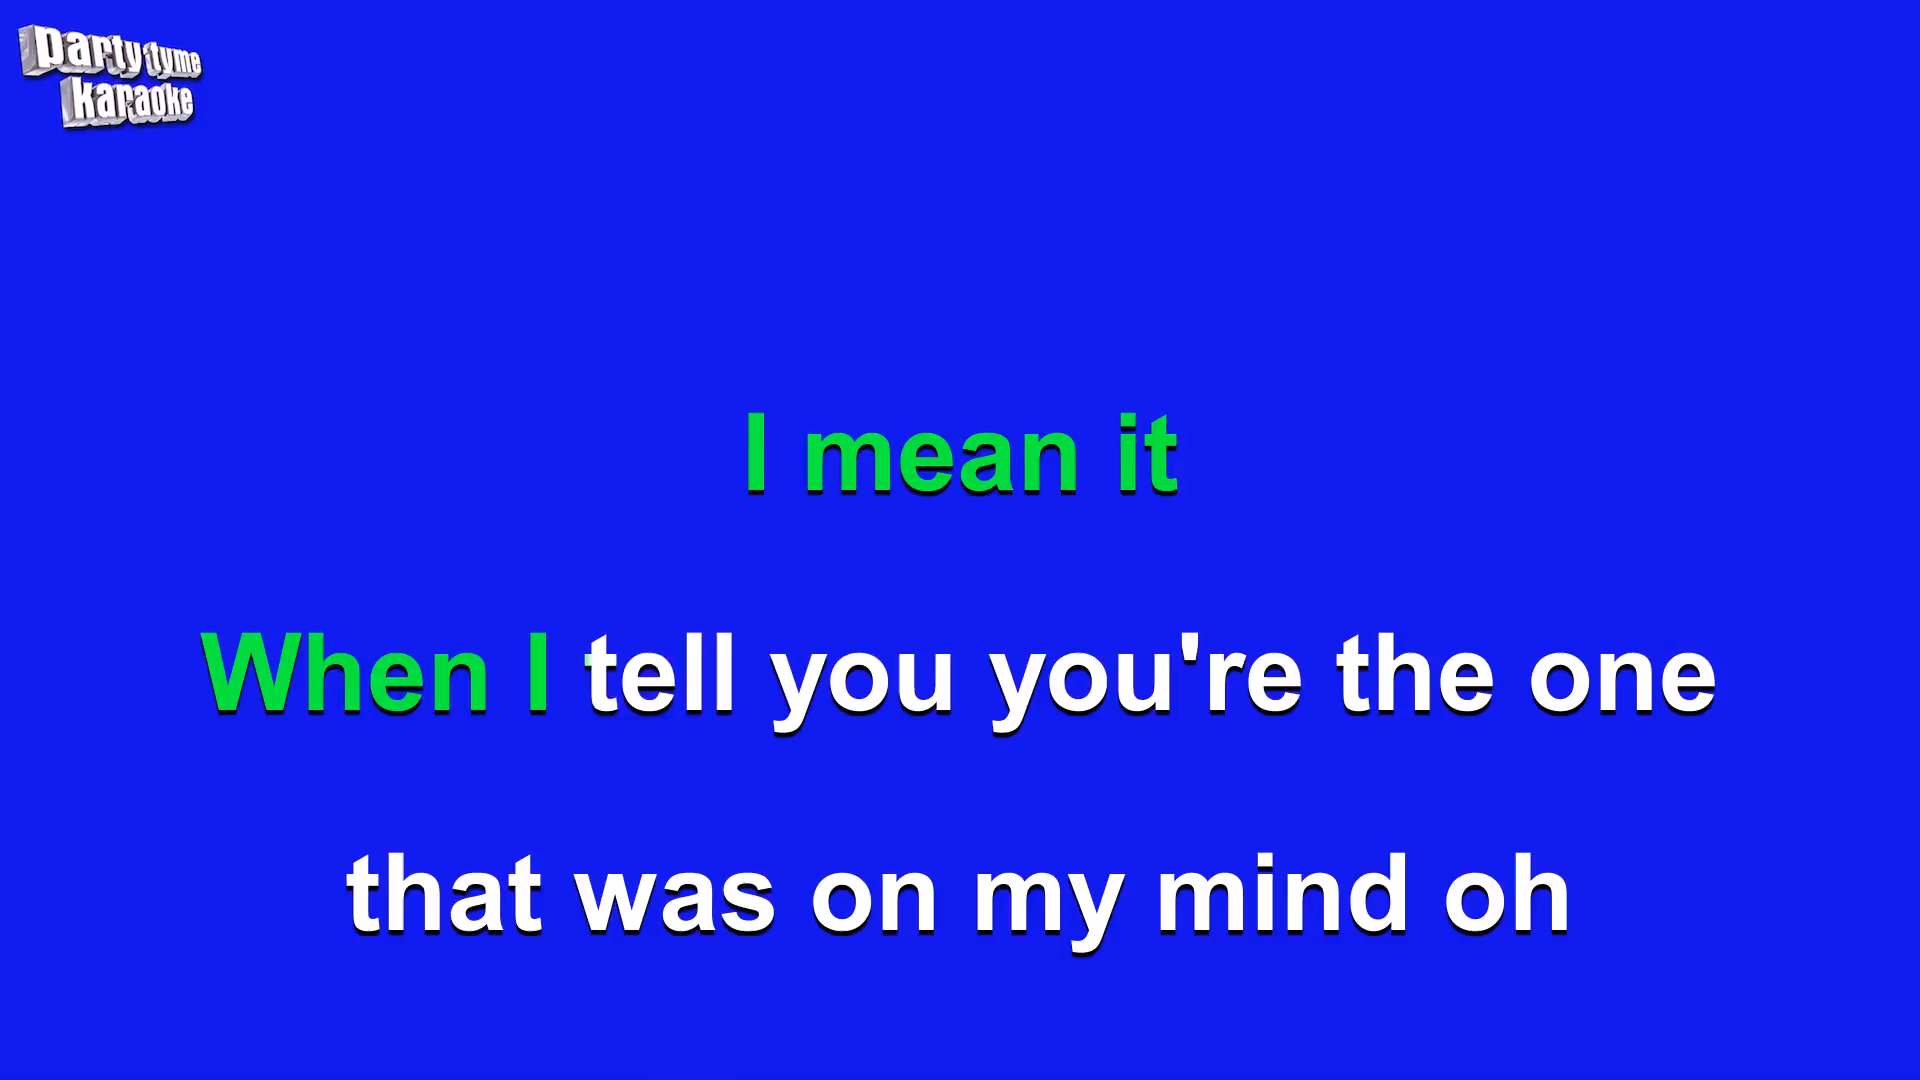 party tyme
karaoke
I mean it
When I tell you you're the one
that was on my mind oh